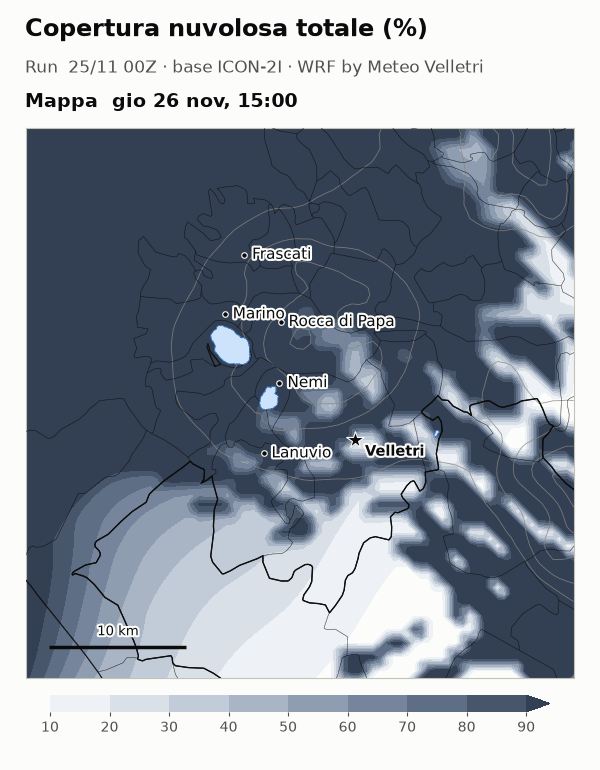 Copertura nuvolosa totale (%)
Run  25/11 00Z · base ICON-2I · WRF by Meteo Velletri
Mappa  gio 26 nov, 15:00
Frascati
Marino
Rocca di Papa
Nemi
Velletri
Lanuvio
10 km
10 20 30 40 50 60 70 80 90